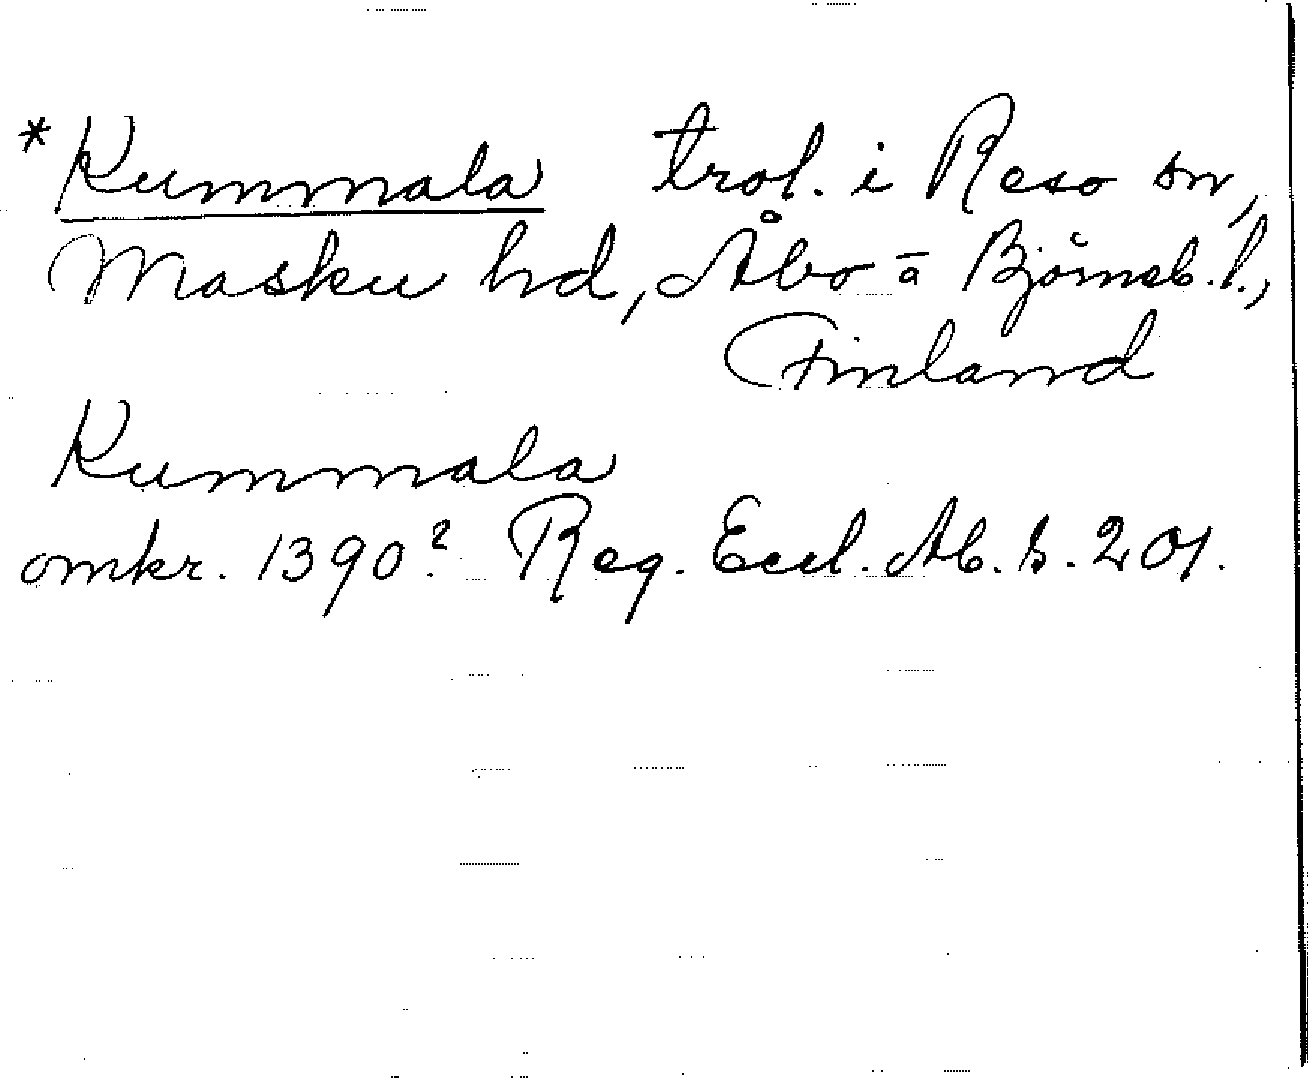 *Kummala trol. i Reso sn,
Masku hd, Åbo-a Björneb. l.,
Finland
Kummala
omkr. 1390? Reg. Eccl. Ab. s. 201.